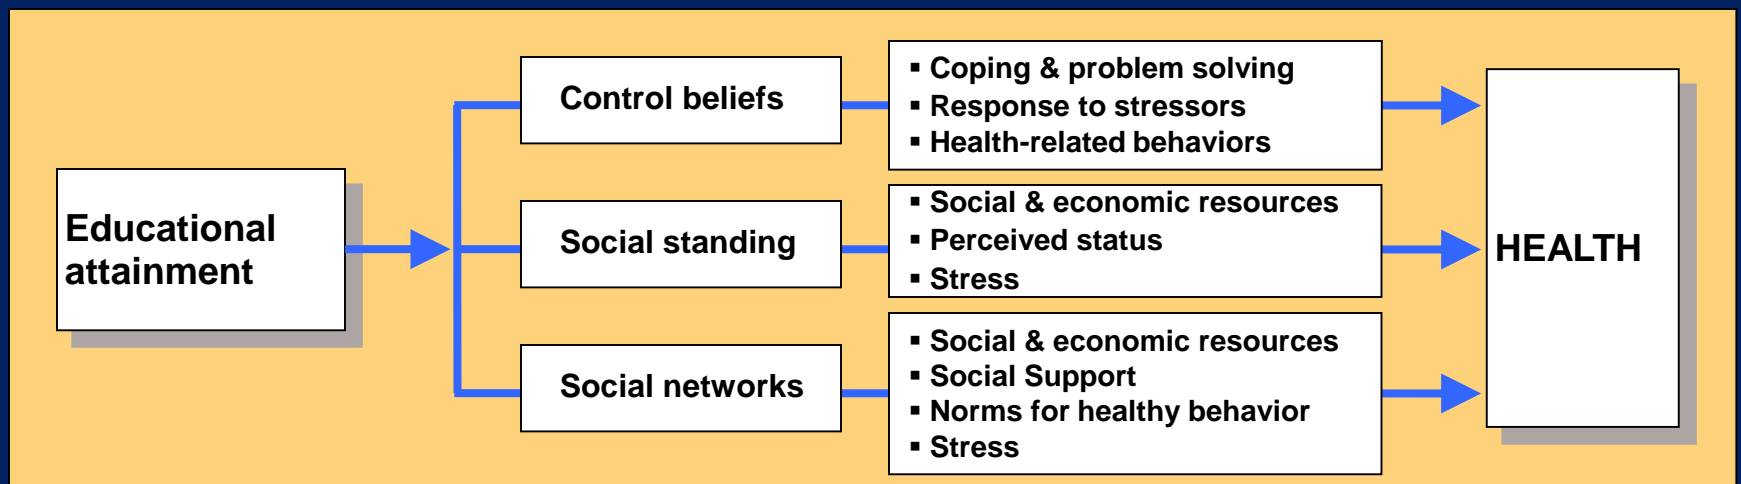 Educational
attainment
Control beliefs
▪ Coping & problem solving
▪ Response to stressors
▪ Health-related behaviors
Social standing
▪ Social & economic resources
▪ Perceived status
▪ Stress
Social networks
▪ Social & economic resources
▪ Social Support
▪ Norms for healthy behavior
▪ Stress
HEALTH